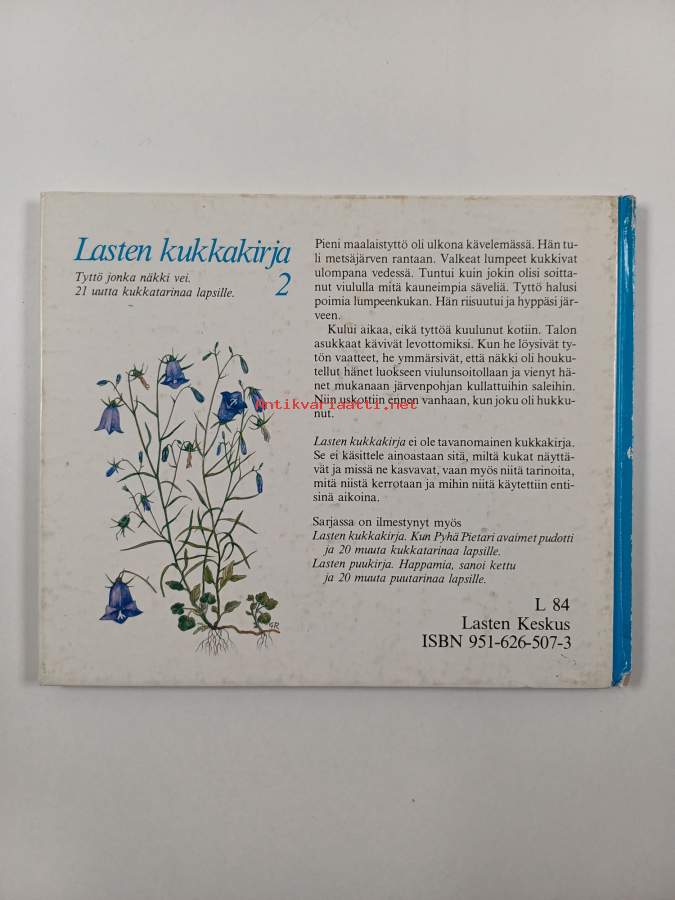 Lasten kukkakirja
2
Tyttö jonka näkki vei.
21 uutta kukkatarinaa lapsille.
Pieni maalaistyttö oli ulkona kävelemässä. Hän tu-
li metsäjärven rantaan. Valkeat lumpeet kukkivat
ulompana vedessä. Tuntui kuin jokin olisi soitta-
nut viululla mitä kauneimpia säveliä. Tyttö halusi
poimia lumpeenkukan. Hän riisuutui ja hyppäsi jär-
veen.
Kului aikaa, eikä tyttöä kuulunut kotiin. Talon
asukkaat kävivät levottomiksi. Kun he löysivät ty-
tön vaatteet, he ymmärsivät, että näkki oli houku-
tellut hänet luokseen viulunsoitollaan ja vienyt hä-
net mukanaan järvenpohjan kullattuihin saleihin.
Niin uskottiin ennen vanhaan, kun joku oli hukku-
nut.
Lasten kukkakirja ei ole tavanomainen kukkakirja.
Se ei käsittele ainoastaan sitä, miltä kukat näyttä-
vät ja missä ne kasvavat, vaan myös niitä tarinoita,
mitä niistä kerrotaan ja mihin niitä käytettiin enti-
sinä aikoina.
Sarjassa on ilmestynyt myös
Lasten kukkakirja. Kun Pyhä Pietari avaimet pudotti
ja 20 muuta kukkatarinaa lapsille.
Lasten puukirja. Happamia, sanoi kettu
ja 20 muuta puutarinaa lapsille.
L 84
Lasten Keskus
ISBN 951-626-507-3
GR
Antikvariaatti.net